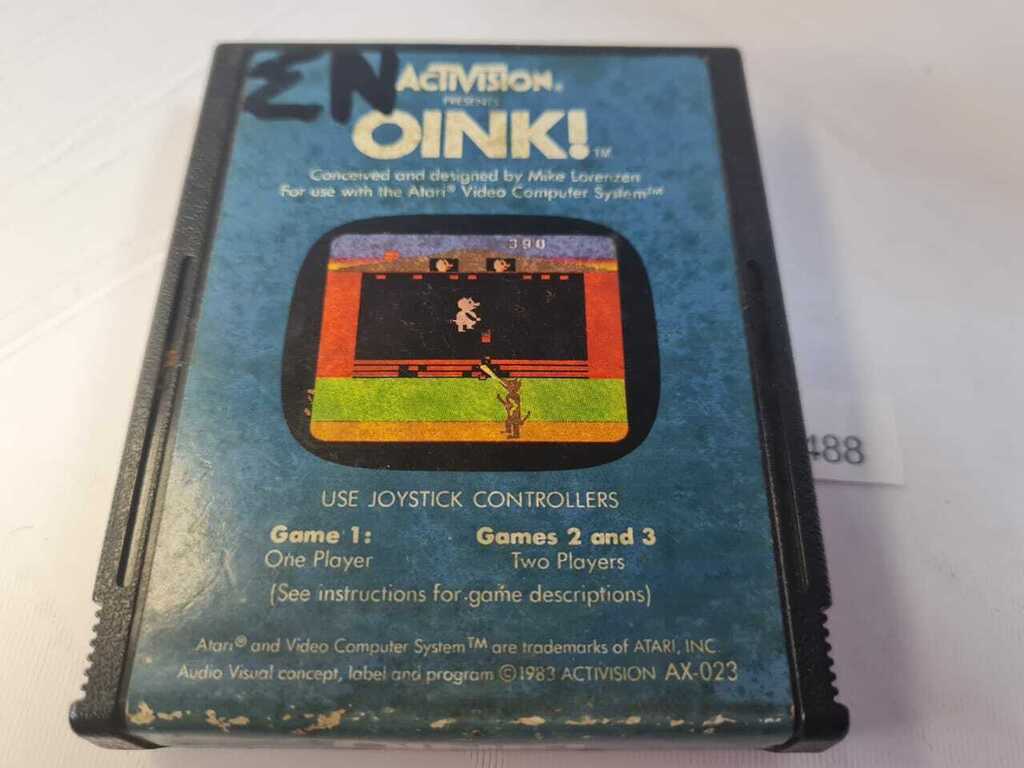 ΣN
ACTIVISION®
PRESENTS
OINK!™
Conceived and designed by Mike Lorenzen
For use with the Atari® Video Computer System™
390
USE JOYSTICK CONTROLLERS
Game 1:
One Player
Games 2 and 3
Two Players
(See instructions for game descriptions)
Atari® and Video Computer System™ are trademarks of ATARI, INC.
Audio Visual concept, label and program ©1983 ACTIVISION AX-023
488